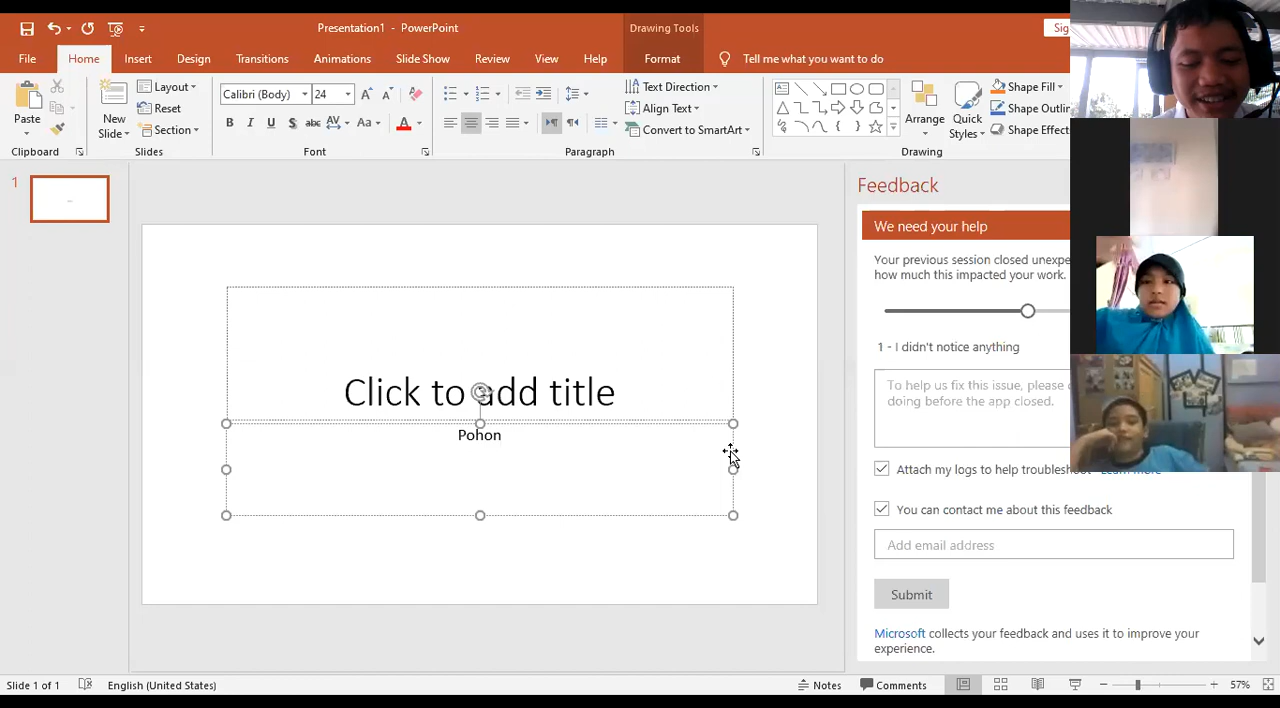 Presentation1 - PowerPoint
Drawing Tools
Sig
File
Home
Insert
Design
Transitions
Animations
Slide Show
Review
View
Help
Format
Tell me what you want to do
Paste
Clipboard
New
Slide
Layout
Reset
Section
Slides
Calibri (Body)
24
B I U S abc AV Aa A
Font
Text Direction
Align Text
Convert to SmartArt
Paragraph
Arrange
Quick
Styles
Shape Fill
Shape Outlin
Shape Effect
Drawing
1
Click to add title
Pohon
Feedback
We need your help
Your previous session closed unexpe
how much this impacted your work.
1 - I didn't notice anything
To help us fix this issue, please
doing before the app closed.
Attach my logs to help troubleshoot
You can contact me about this feedback
Add email address
Submit
Microsoft collects your feedback and uses it to improve your
experience.
Slide 1 of 1
English (United States)
Notes
Comments
57%